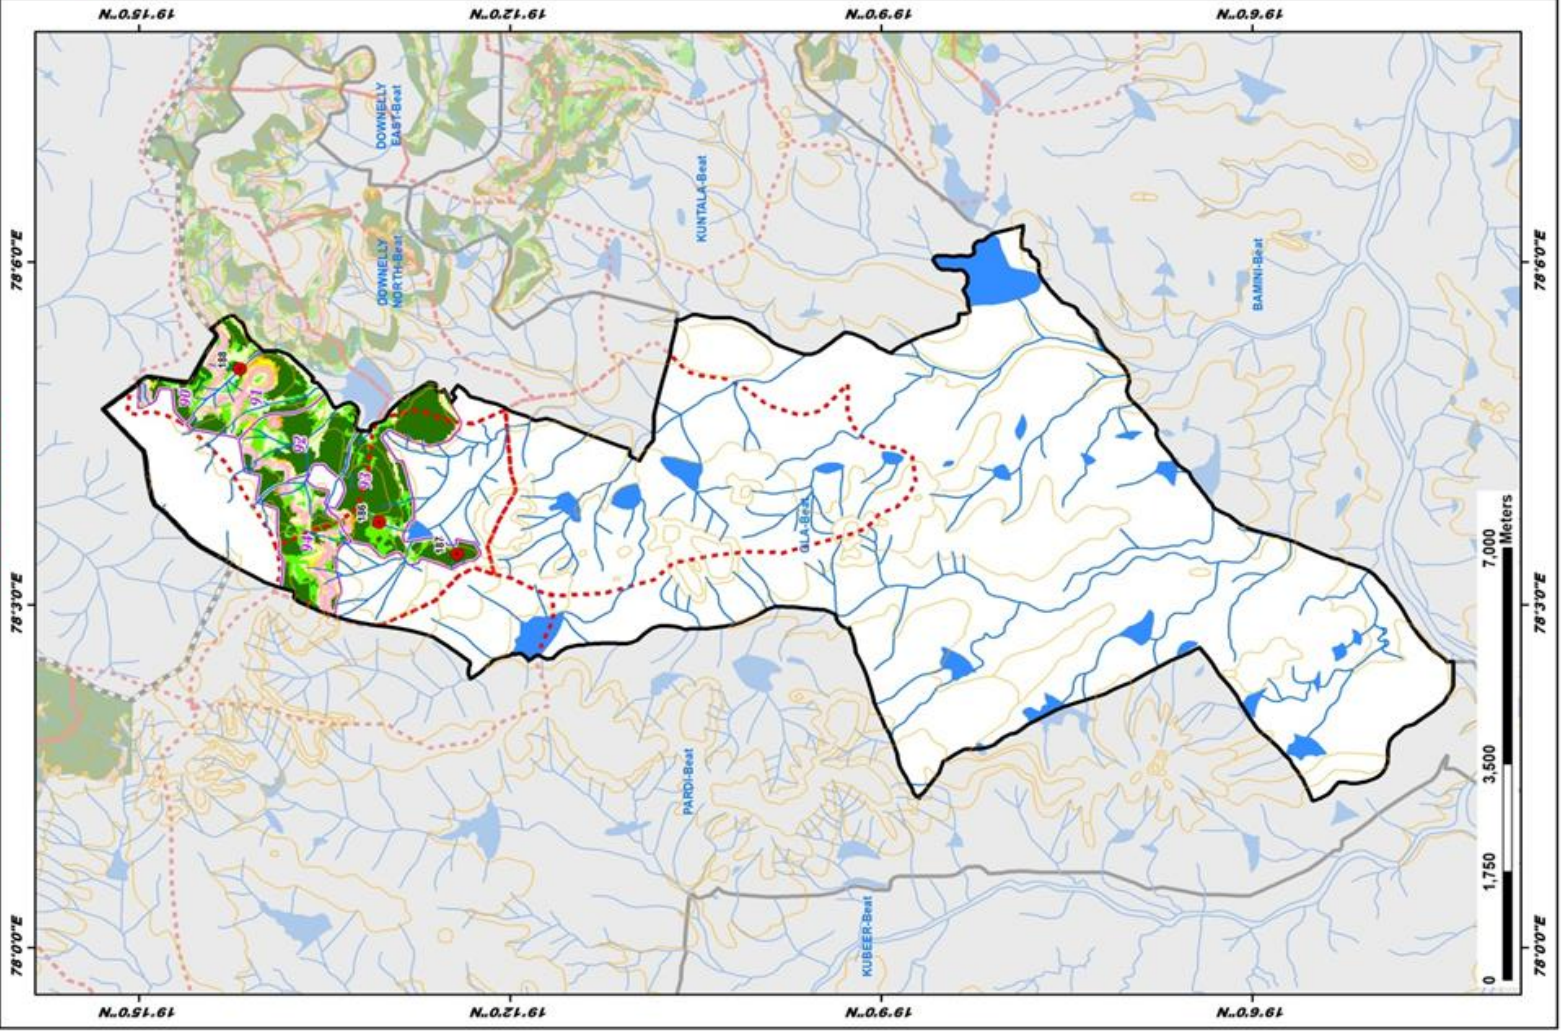 19°15'0"N
19°12'0"N
19°9'0"N
19°6'0"N
78°6'0"E
78°3'0"E
78°0'0"E
78°6'0"E
78°3'0"E
78°0'0"E
19°15'0"N
19°12'0"N
19°9'0"N
19°6'0"N
DOWNELLY
EAST-Beat
DOWNELLY
NORTH-Beat
KUNTALA-Beat
BAMNI-Beat
OLA-Beat
PARDI-Beat
KUBEER-Beat
188
90
91
92
93
186
94
187
0 1,750 3,500 7,000
Meters